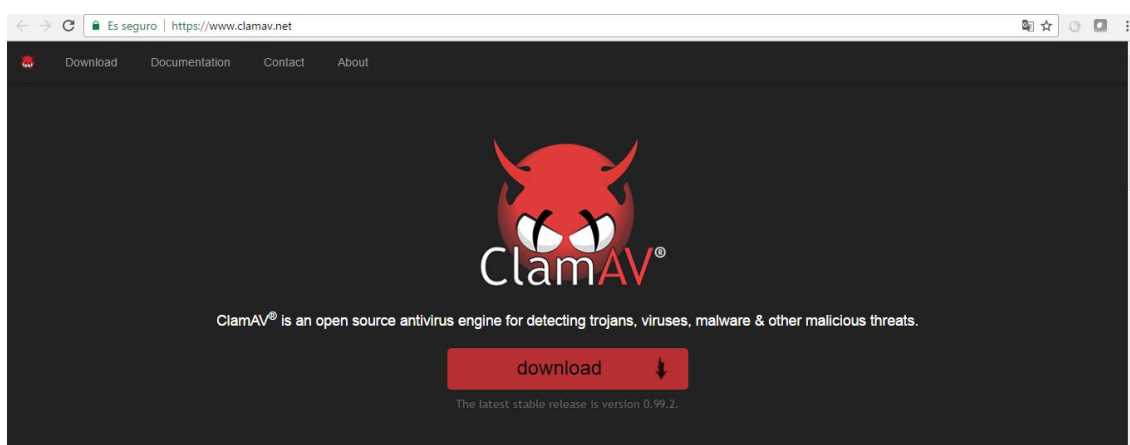 Es seguro | https://www.clamav.net
Download Documentation Contact About
ClamAV®
ClamAV® is an open source antivirus engine for detecting trojans, viruses, malware & other malicious threats.
download
The latest stable release is version 0.99.2.